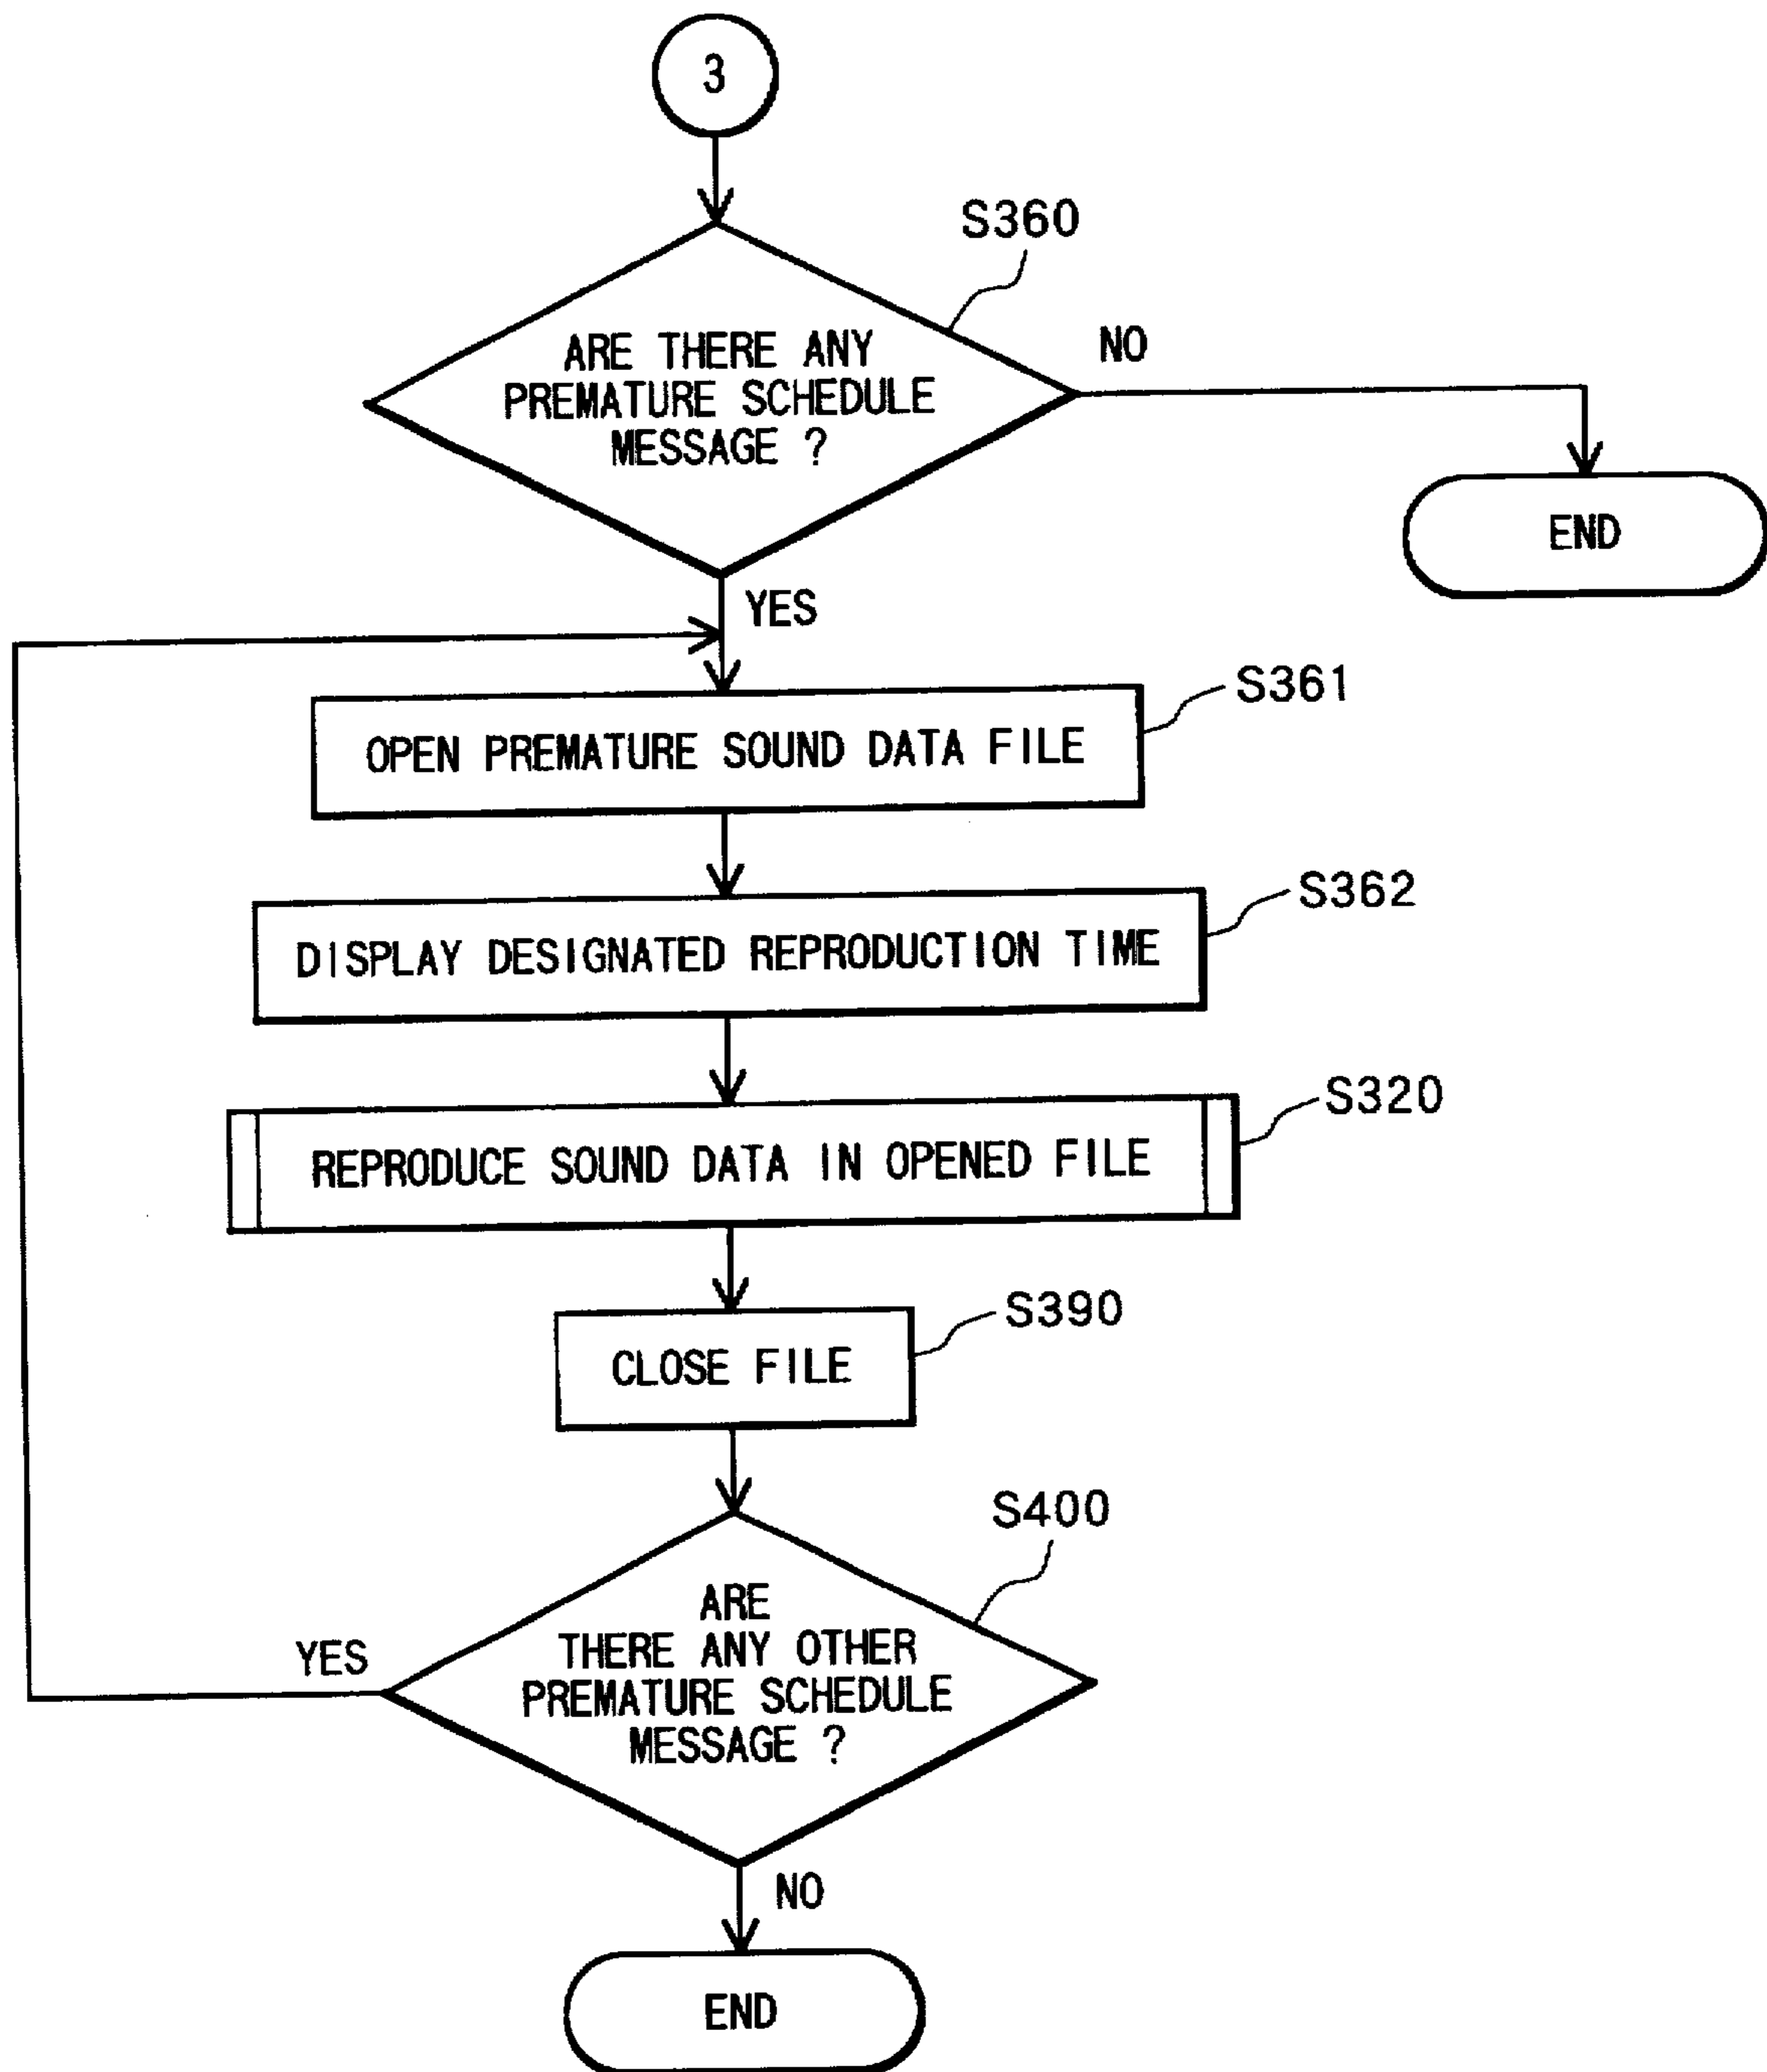 3
S360
ARE THERE ANY
PREMATURE SCHEDULE
MESSAGE ?
NO
END
YES
S361
OPEN PREMATURE SOUND DATA FILE
S362
DISPLAY DESIGNATED REPRODUCTION TIME
S320
REPRODUCE SOUND DATA IN OPENED FILE
S390
CLOSE FILE
S400
ARE
THERE ANY OTHER
PREMATURE SCHEDULE
MESSAGE ?
YES
NO
END